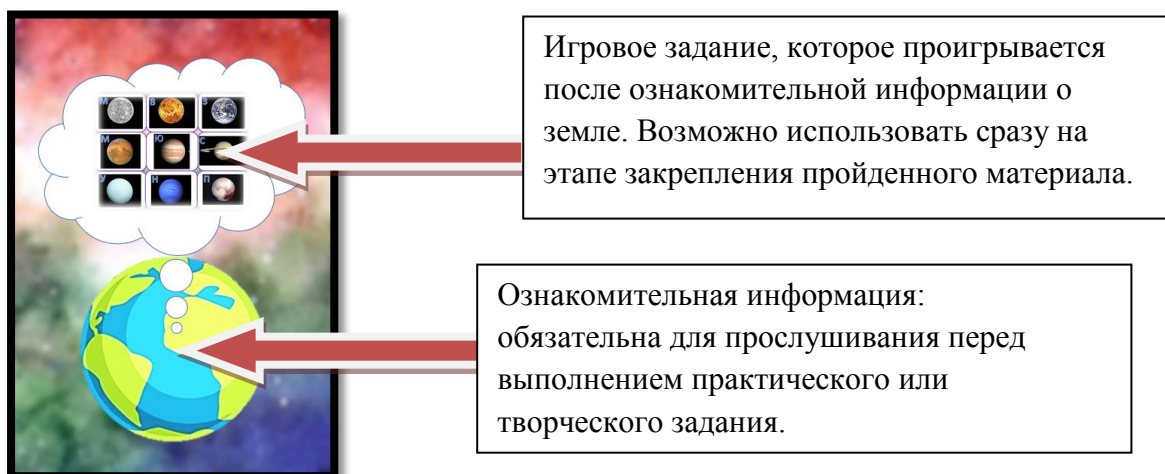 М В З
М Ю С
У Н П
Игровое задание, которое проигрывается
после ознакомительной информации о
земле. Возможно использовать сразу на
этапе закрепления пройденного материала.
Ознакомительная информация:
обязательна для прослушивания перед
выполнением практического или
творческого задания.